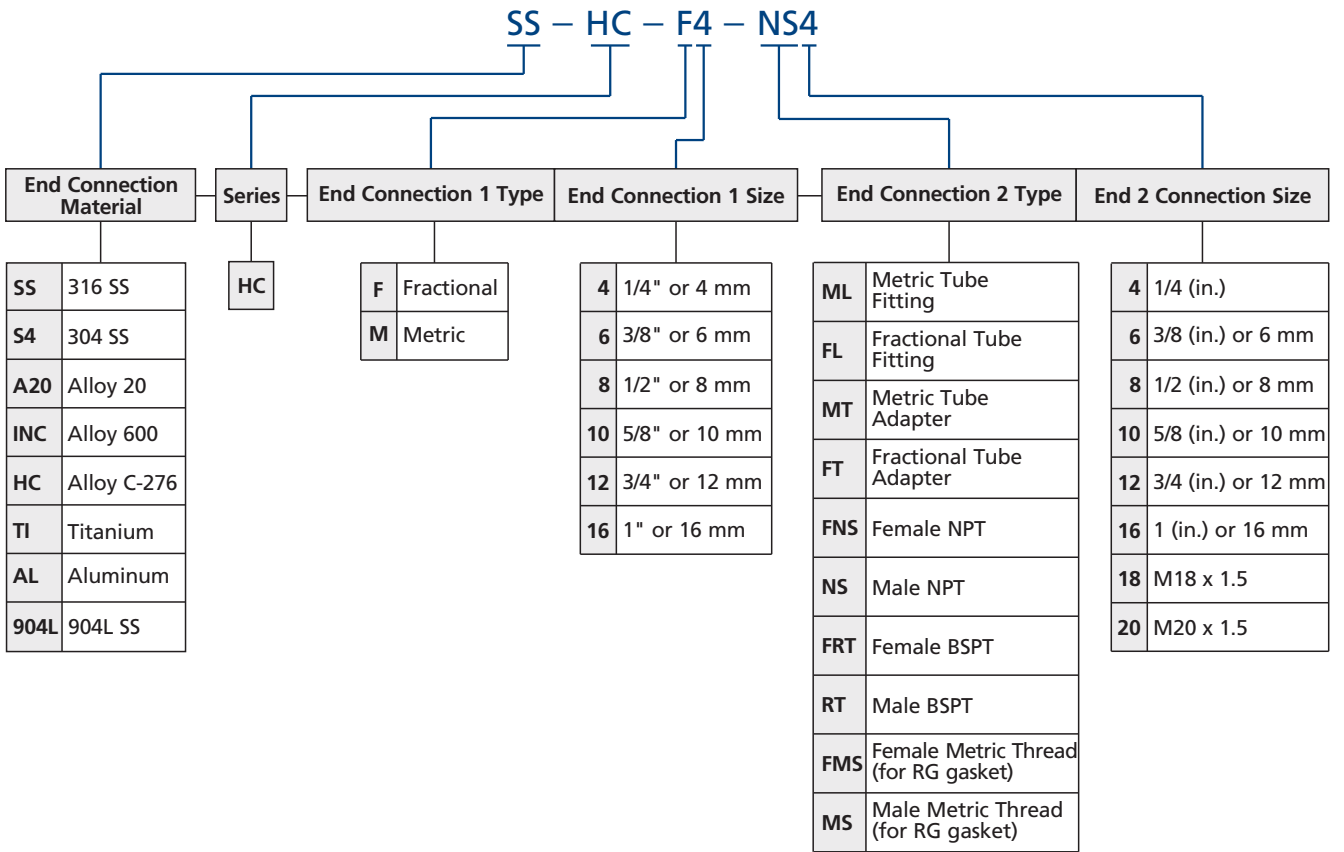 SS – HC – F4 – NS4
End Connection
Material
Series
End Connection 1 Type
End Connection 1 Size
End Connection 2 Type
End 2 Connection Size
SS 316 SS
S4 304 SS
A20 Alloy 20
INC Alloy 600
HC Alloy C-276
TI Titanium
AL Aluminum
904L 904L SS
HC
F Fractional
M Metric
4 1/4" or 4 mm
6 3/8" or 6 mm
8 1/2" or 8 mm
10 5/8" or 10 mm
12 3/4" or 12 mm
16 1" or 16 mm
ML Metric Tube
Fitting
FL Fractional Tube
Fitting
MT Metric Tube
Adapter
FT Fractional Tube
Adapter
FNS Female NPT
NS Male NPT
FRT Female BSPT
RT Male BSPT
FMS Female Metric Thread
(for RG gasket)
MS Male Metric Thread
(for RG gasket)
4 1/4 (in.)
6 3/8 (in.) or 6 mm
8 1/2 (in.) or 8 mm
10 5/8 (in.) or 10 mm
12 3/4 (in.) or 12 mm
16 1 (in.) or 16 mm
18 M18 x 1.5
20 M20 x 1.5